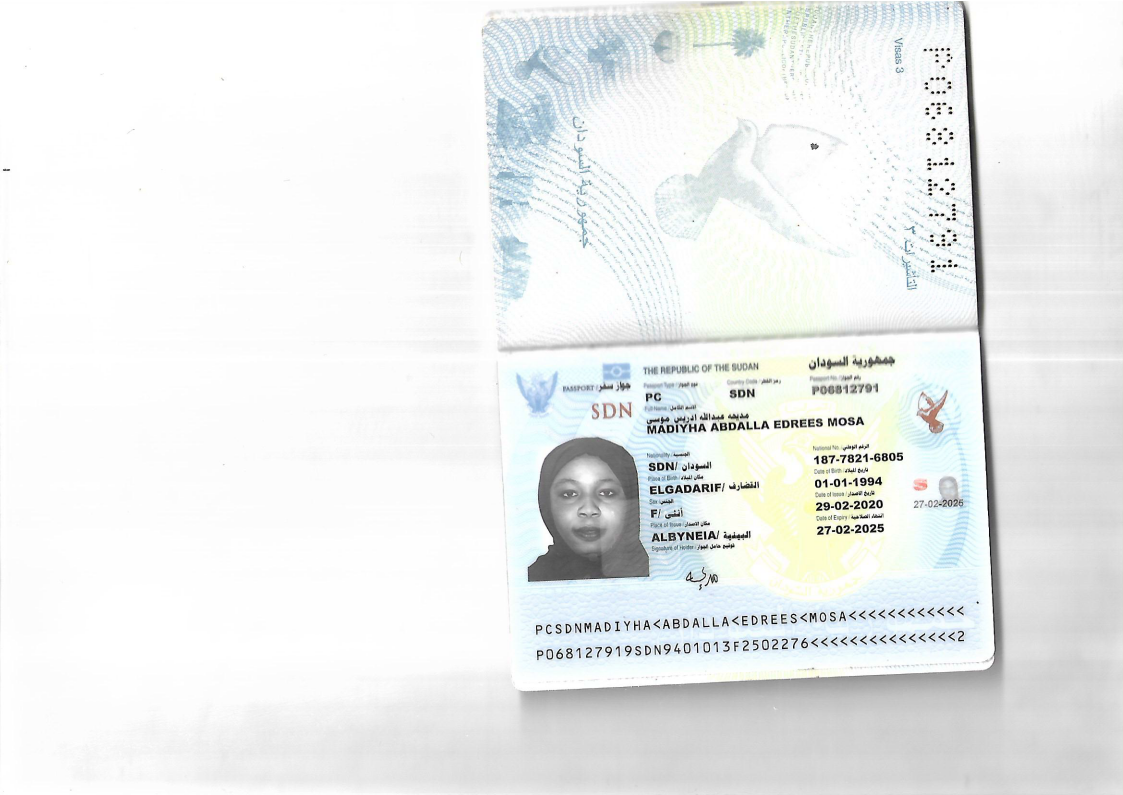 Visas 3
P06812791
التأشيرات ٣
جمهورية السودان
THE REPUBLIC OF THE SUDAN
جمهورية السودان
PASSPORT / جواز سفر
SDN
Passport Type / نوع الجواز
Country Code / رمز القطر
Passport No. / رقم الجواز
PC
SDN
P06812791
Full Name / الاسم الكامل
مديحه عبدالله ادريس موسى
MADIYHA ABDALLA EDREES MOSA
Nationality / الجنسية
National No. / الرقم الوطني
SDN/ السودان
187-7821-6805
Place of Birth / مكان الميلاد
Date of Birth / تاريخ الميلاد
ELGADARIF/ القضارف
01-01-1994
Sex / الجنس
Date of Issue / تاريخ الاصدار
F/ أنثى
29-02-2020
Place of Issue / مكان الاصدار
Date of Expiry /
ALBYNEIA/
27-02-2025
Signature of Holder / توقيع حامل الجواز
S
27-02-2025
PCSDNMADIYHA<ABDALLA<EDREES<MOSA<<<<<<<<<<<<
P068127919SDN9401013F2502276<<<<<<<<<<<<<<<2